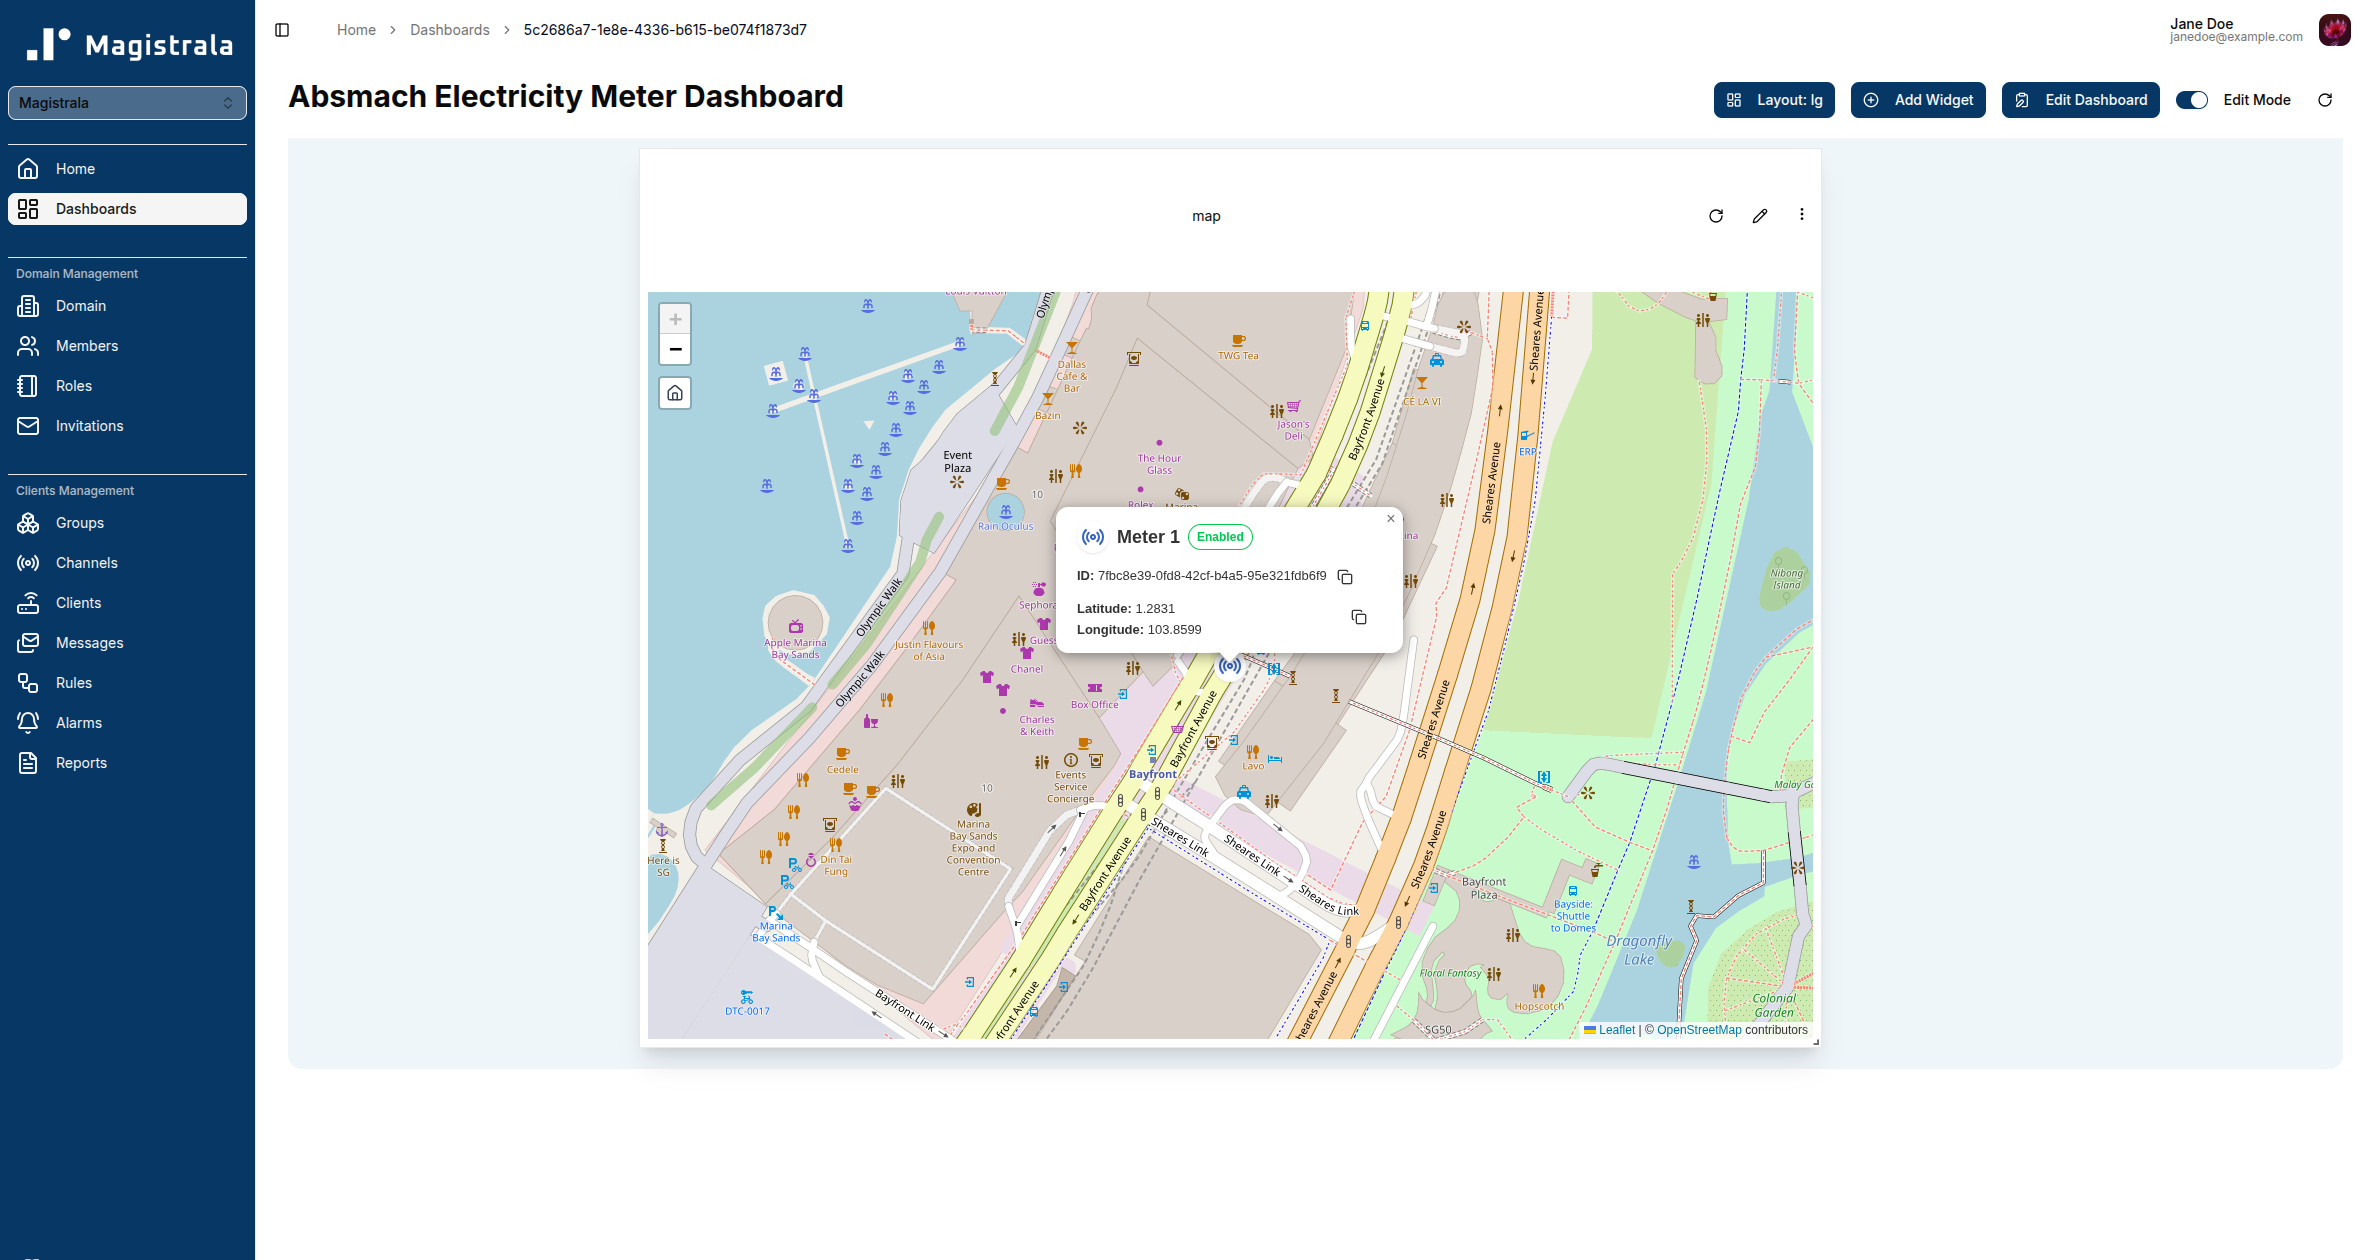 Magistrala
Magistrala
Home
Dashboards
Domain Management
Domain
Members
Roles
Invitations
Clients Management
Groups
Channels
Clients
Messages
Rules
Alarms
Reports
Home > Dashboards > 5c2686a7-1e8e-4336-b615-be074f1873d7
Jane Doe
janedoe@example.com
Absmach Electricity Meter Dashboard
Layout: lg
Add Widget
Edit Dashboard
Edit Mode
map
+
−
Louis Vuitton
Dallas
Cafe &
Bar
Bazin
TWG Tea
Jason's
Deli
CÉ LA VI
ERP
Event
Plaza
The Hour
Glass
Rolex
Marina
10
Rain Oculus
Meter 1
Enabled
ID: 7fbc8e39-0fd8-42cf-b4a5-95e321fdb6f9
Latitude: 1.2831
Longitude: 103.8599
×
Sephora
Guess
Chanel
Apple Marina
Bay Sands
Justin Flavours
of Asia
Box Office
Charles
& Keith
Cedele
Events
Service
Concierge
Bayfront
Lavo
10
Marina
Bay Sands
Expo and
Convention
Centre
Din Tai
Fung
Here is
SG
Marina
Bay Sands
DTC-0017
Olympic Walk
Olympic Walk
Bayfront Avenue
Bayfront Avenue
Bayfront Avenue
Bayfront Link
Sheares Avenue
Sheares Avenue
Sheares Avenue
Sheares Avenue
Sheares Avenue
Sheares Link
Sheares Link
Sheares Link
Nibong
Island
Bayfront
Plaza
Bayside:
Shuttle
to Domes
Dragonfly
Lake
Floral Fantasy
Hopscotch
SG50
Colonial
Garden
Leaflet | © OpenStreetMap contributors